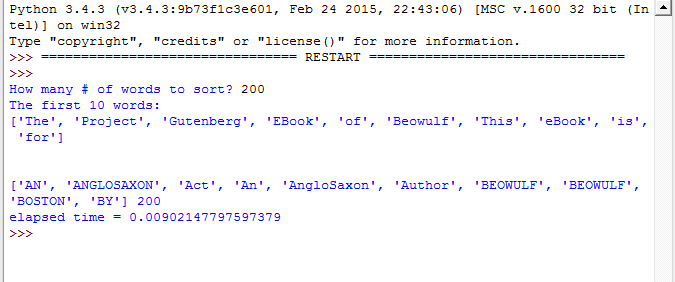 Python 3.4.3 (v3.4.3:9b73f1c3e601, Feb 24 2015, 22:43:06) [MSC v.1600 32 bit (In
tel)] on win32
Type "copyright", "credits" or "license()" for more information.
>>> ================================ RESTART ================================
>>>
How many # of words to sort? 200
The first 10 words:
['The', 'Project', 'Gutenberg', 'EBook', 'of', 'Beowulf', 'This', 'eBook', 'is',
 'for']
['AN', 'ANGLOSAXON', 'Act', 'An', 'AngloSaxon', 'Author', 'BEOWULF', 'BEOWULF',
'BOSTON', 'BY'] 200
elapsed time = 0.00902147797597379
>>>